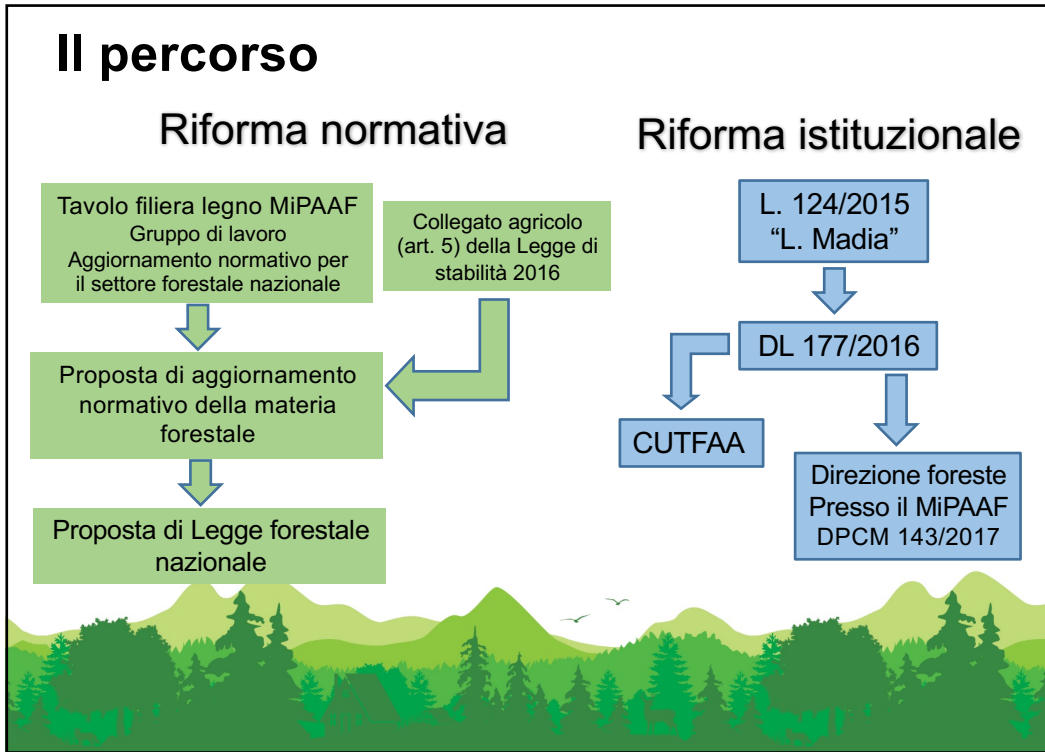 Il percorso
Riforma normativa
Tavolo filiera legno MiPAAF
Gruppo di lavoro
Aggiornamento normativo per
il settore forestale nazionale
Collegato agricolo
(art. 5) della Legge di
stabilità 2016
Proposta di aggiornamento
normativo della materia
forestale
Proposta di Legge forestale
nazionale
Riforma istituzionale
L. 124/2015
“L. Madia”
DL 177/2016
CUTFAA
Direzione foreste
Presso il MiPAAF
DPCM 143/2017